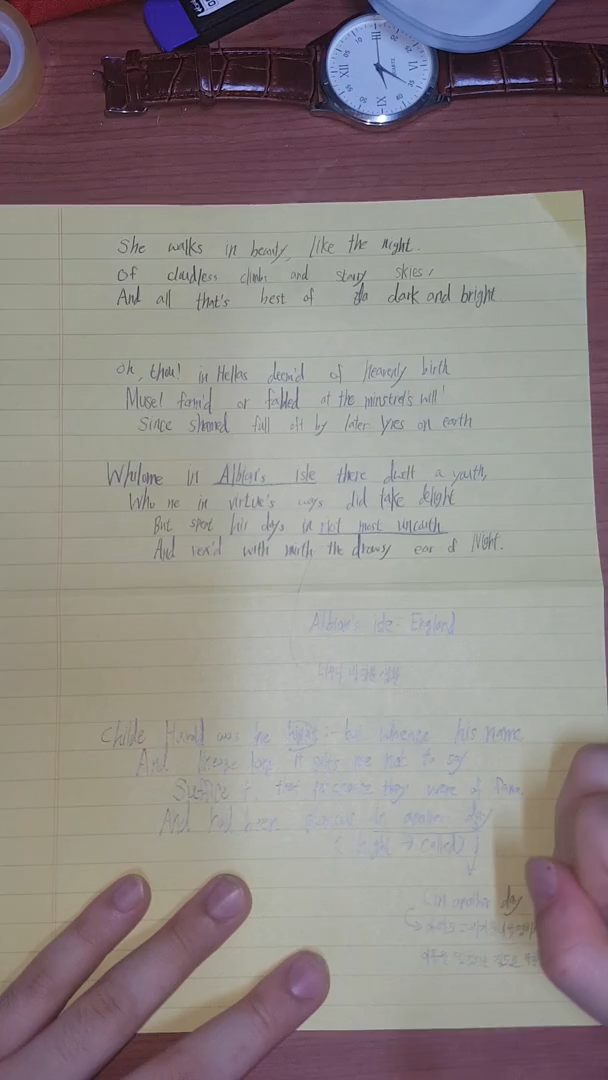 She walks in beauty, like the night.
Of cloudless climb and starry skies,
And all that's best of dark and bright
Oh, thou! in Hellas deem'd of Heavenly birth
Muse! form'd or fabled at the minstrel's will!
Since shamed full oft by later lyres on earth
Whilome in Albion's isle there dwelt a youth,
Who ne in virtue's ways did take delight
But spent his days in riot most uncouth
And vex'd with mirth the drowsy ear of Night.
Albion's isle - England
Childe Harold was he hight :- but whence his name
And lineage long, it suits me not to say
Suffice it, that perchance they were of fame,
And had been glorious in another day
(hight → called)
(in another day